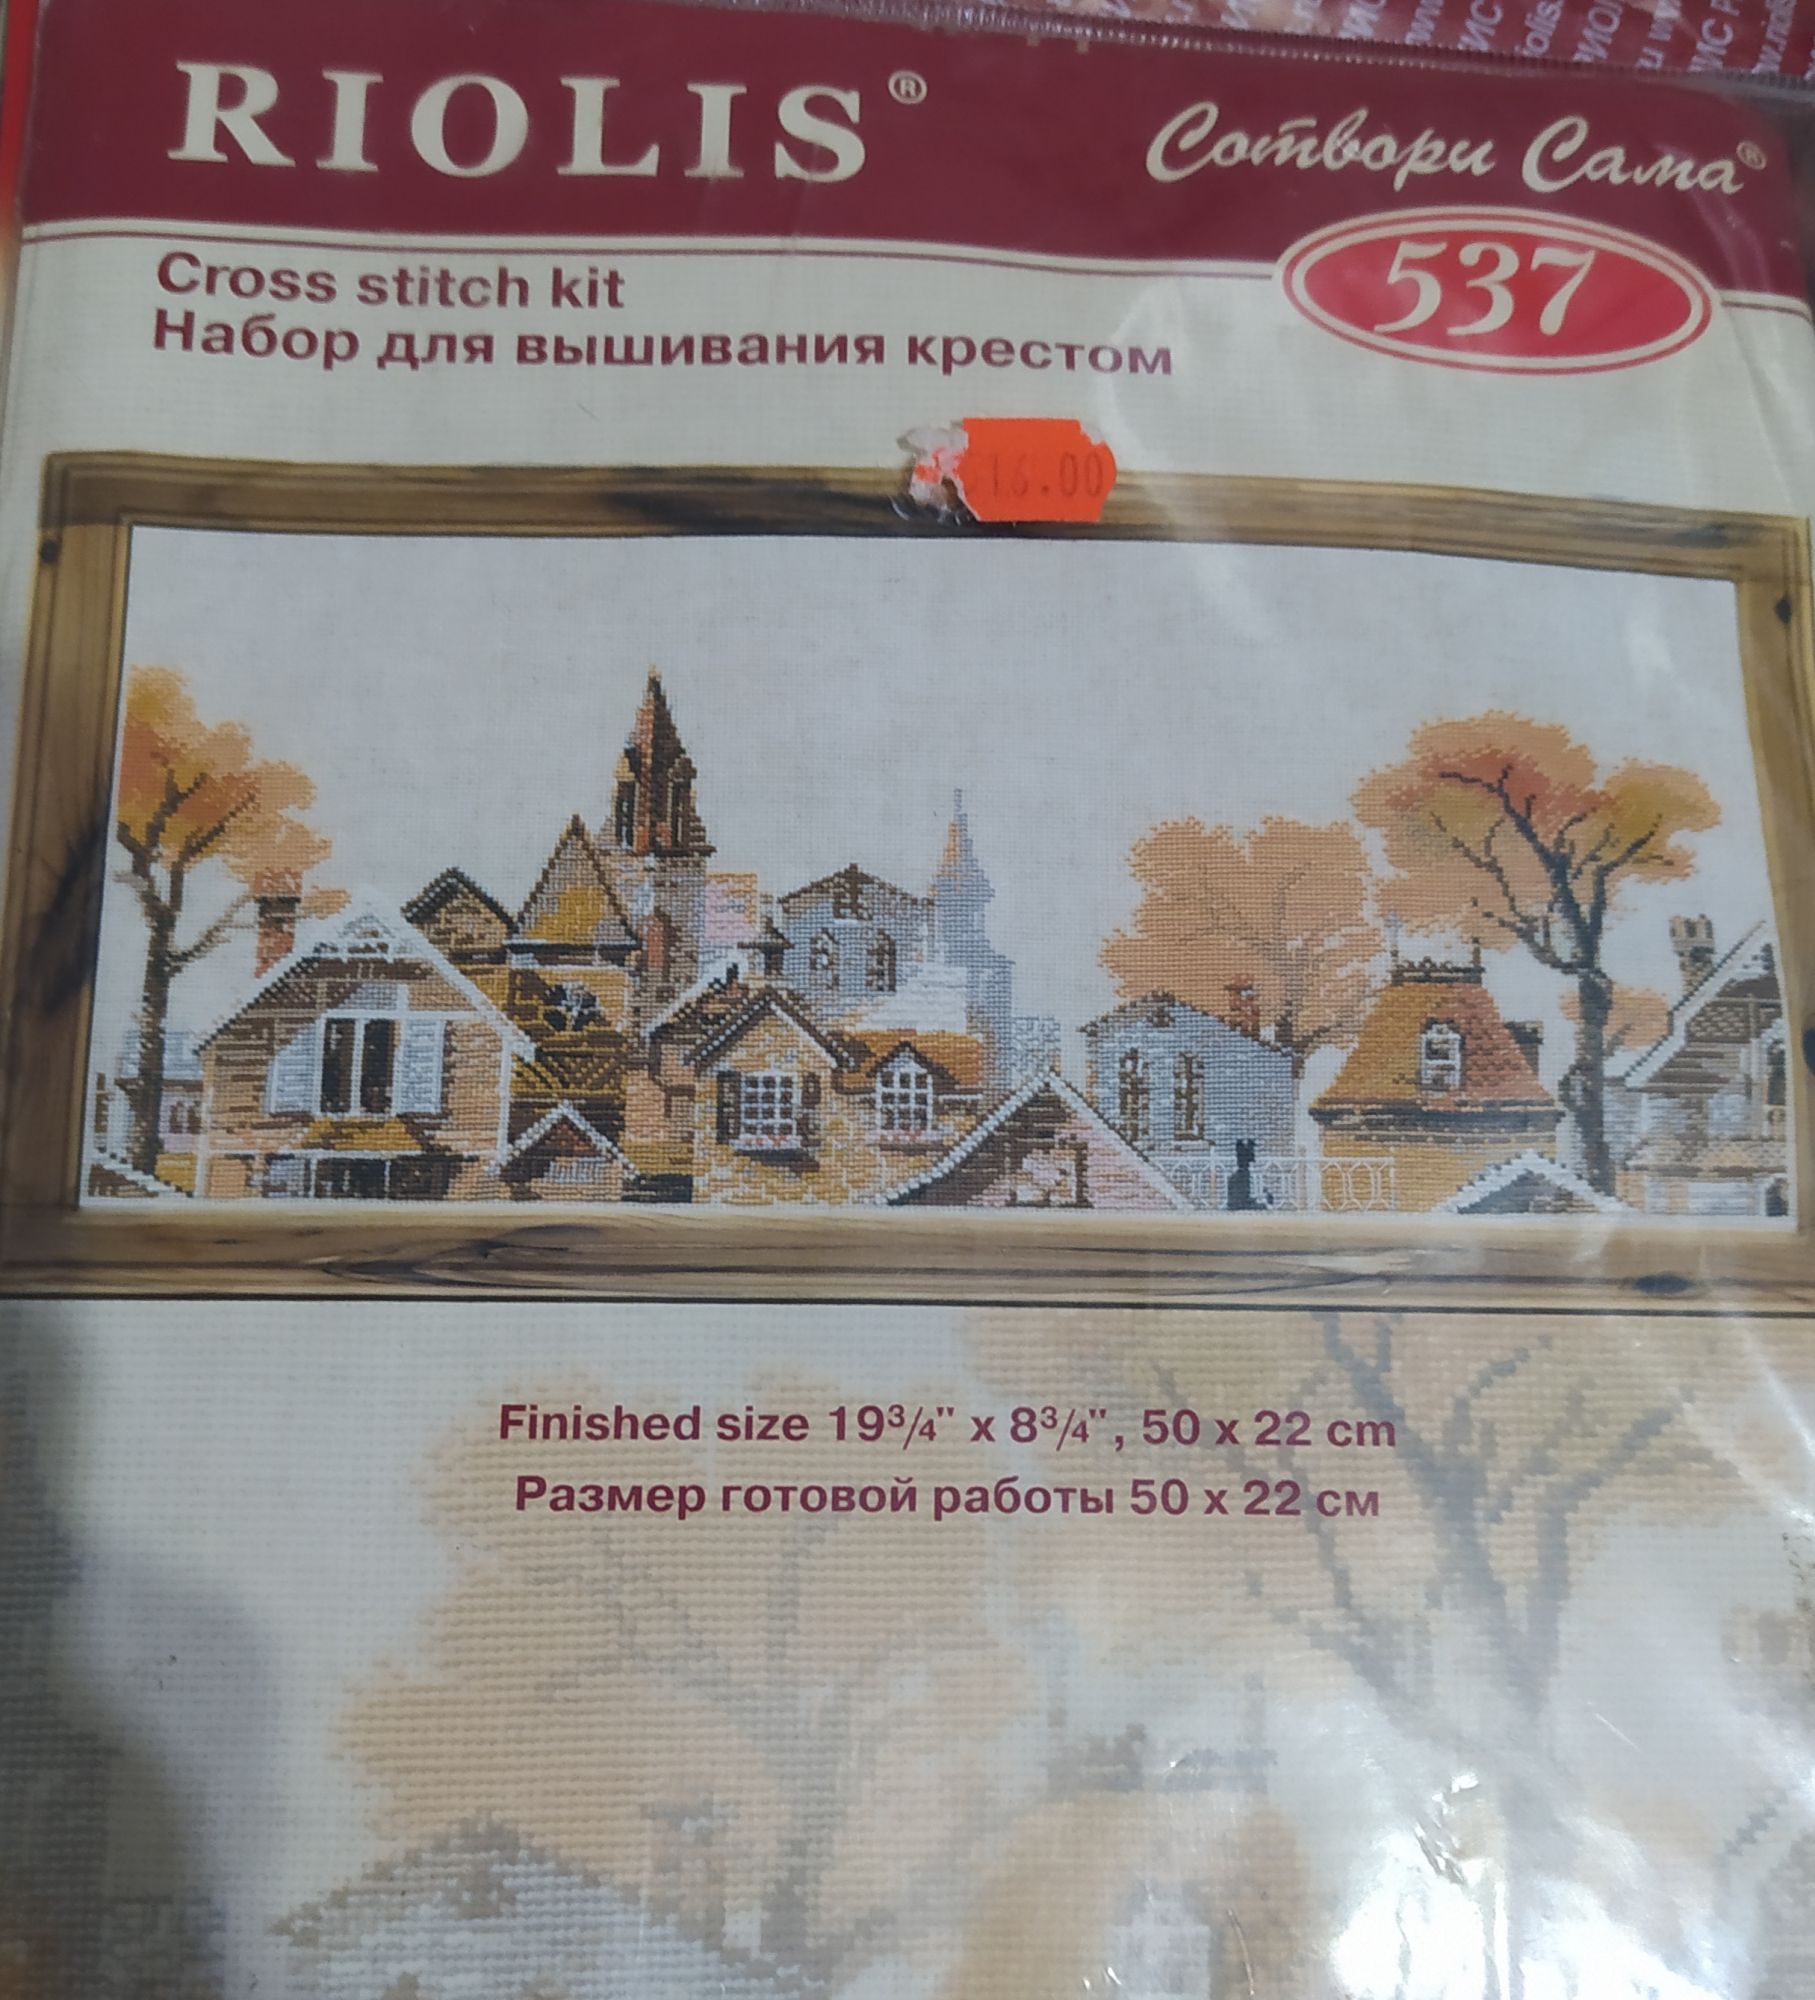 RIOLIS®
Сотвори Сама®
537
Cross stitch kit
Набор для вышивания крестом
516.00
Finished size 19¾" x 8¾", 50 x 22 cm
Размер готовой работы 50 х 22 см